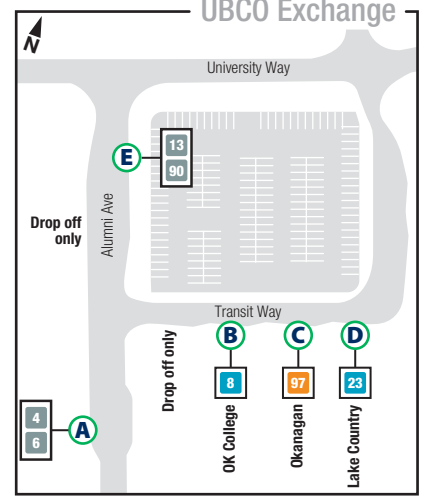 UBCO Exchange
N
University Way
13
90
E
Drop off
only
Alumni Ave
Transit Way
B
C
D
Drop off only
8
97
23
OK College
Okanagan
Lake Country
4
6
A